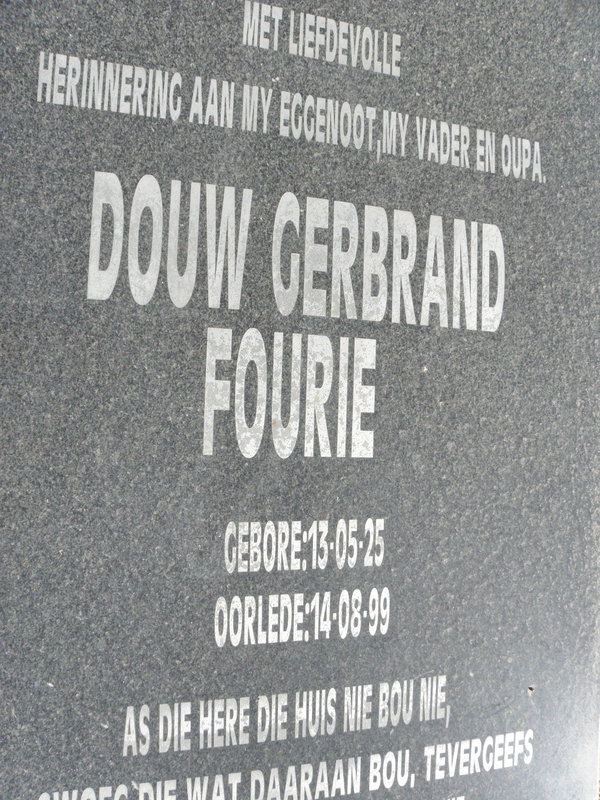 MET LIEFDEVOLLE
HERINNERING AAN MY EGGENOOT,MY VADER EN OUPA.
DOUW GERBRAND
FOURIE
GEBORE:13-05-25
OORLEDE:14-08-99
AS DIE HERE DIE HUIS NIE BOU NIE,
SWOEG DIE WAT DAARAAN BOU, TEVERGEEFS